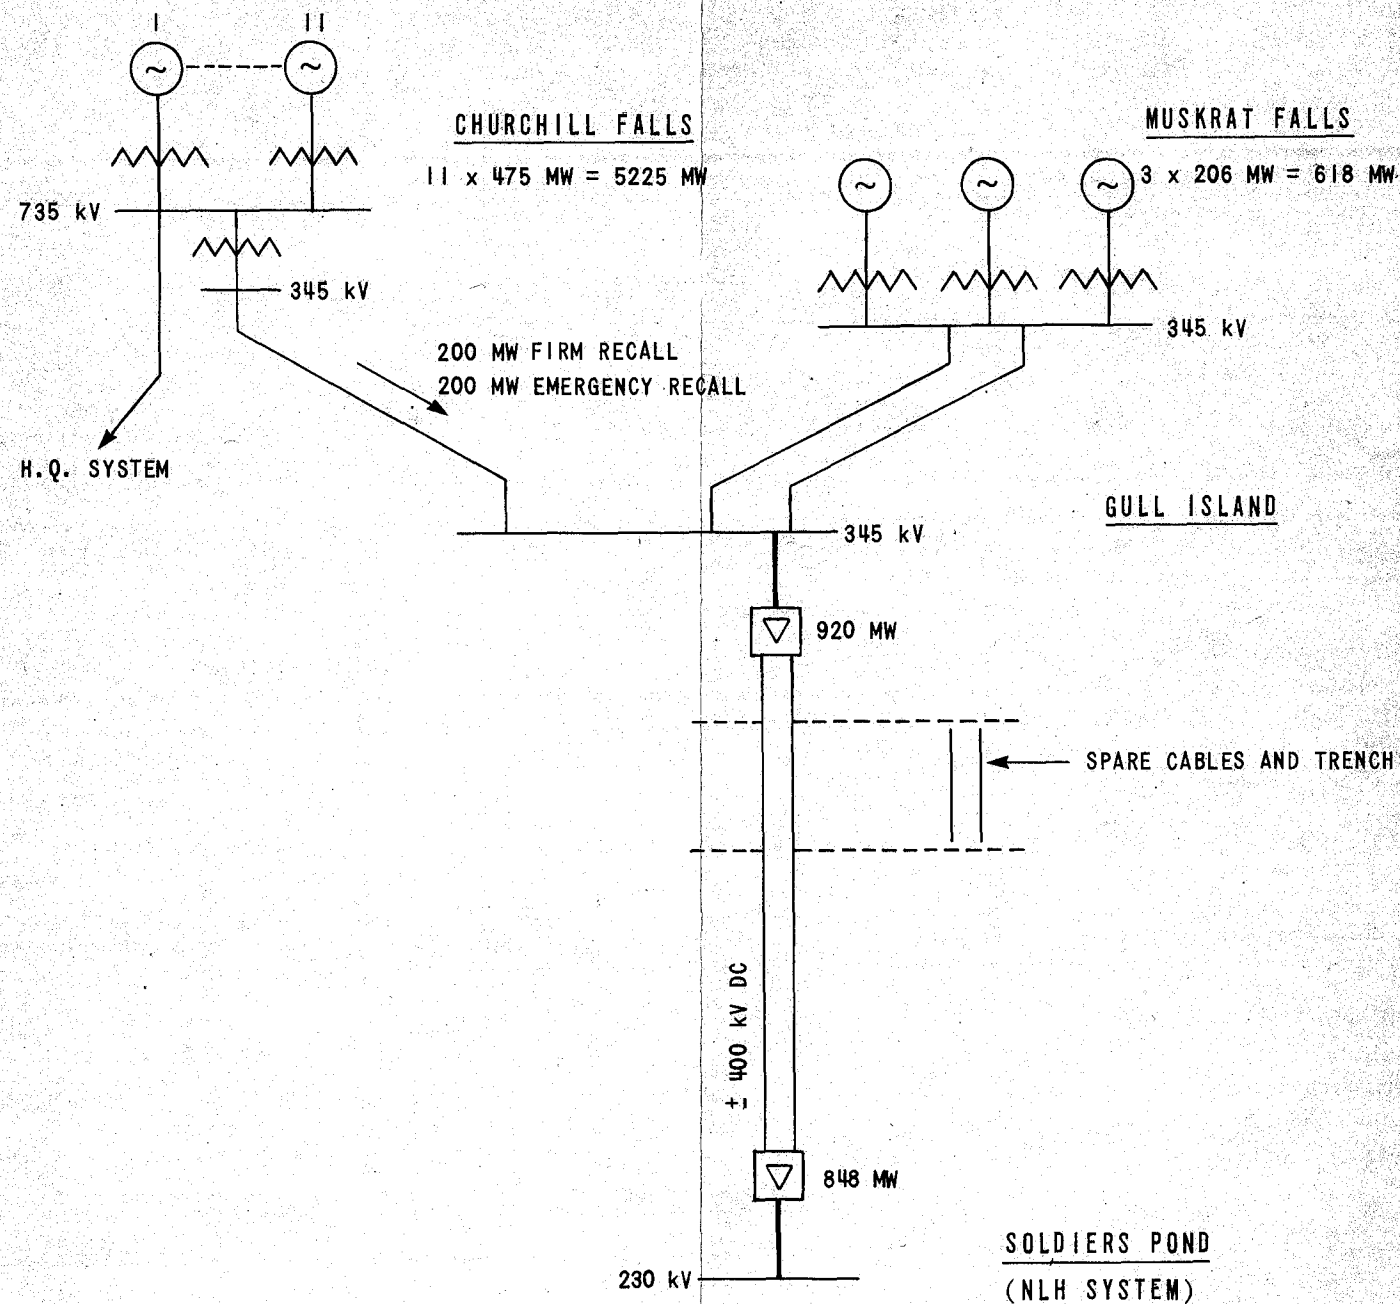 I II
CHURCHILL FALLS
11 x 475 MW = 5225 MW
MUSKRAT FALLS
3 x 206 MW = 618 MW
~ ~
~ ~ ~
735 kV
345 kV
345 kV
200 MW FIRM RECALL
200 MW EMERGENCY RECALL
H.Q. SYSTEM
GULL ISLAND
345 kV
920 MW
SPARE CABLES AND TRENCH
± 400 kV DC
848 MW
SOLDIERS POND
(NLH SYSTEM)
230 kV